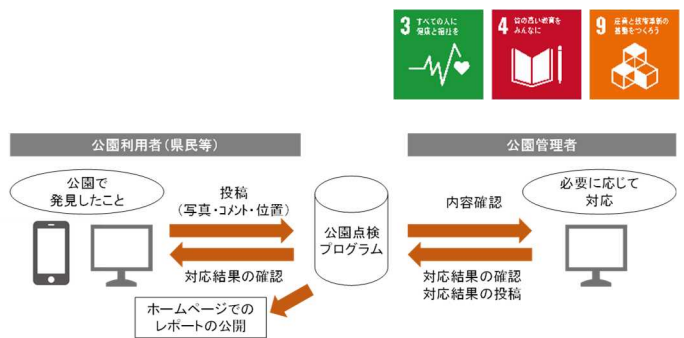 3 すべての人に
健康と福祉を
4 質の高い教育を
みんなに
9 産業と技術革新の
基盤をつくろう
公園利用者(県民等)
公園管理者
公園で
発見したこと
投稿
(写真・コメント・位置)
対応結果の確認
公園点検
プログラム
内容確認
対応結果の確認
対応結果の投稿
必要に応じて
対応
ホームページでの
レポートの公開